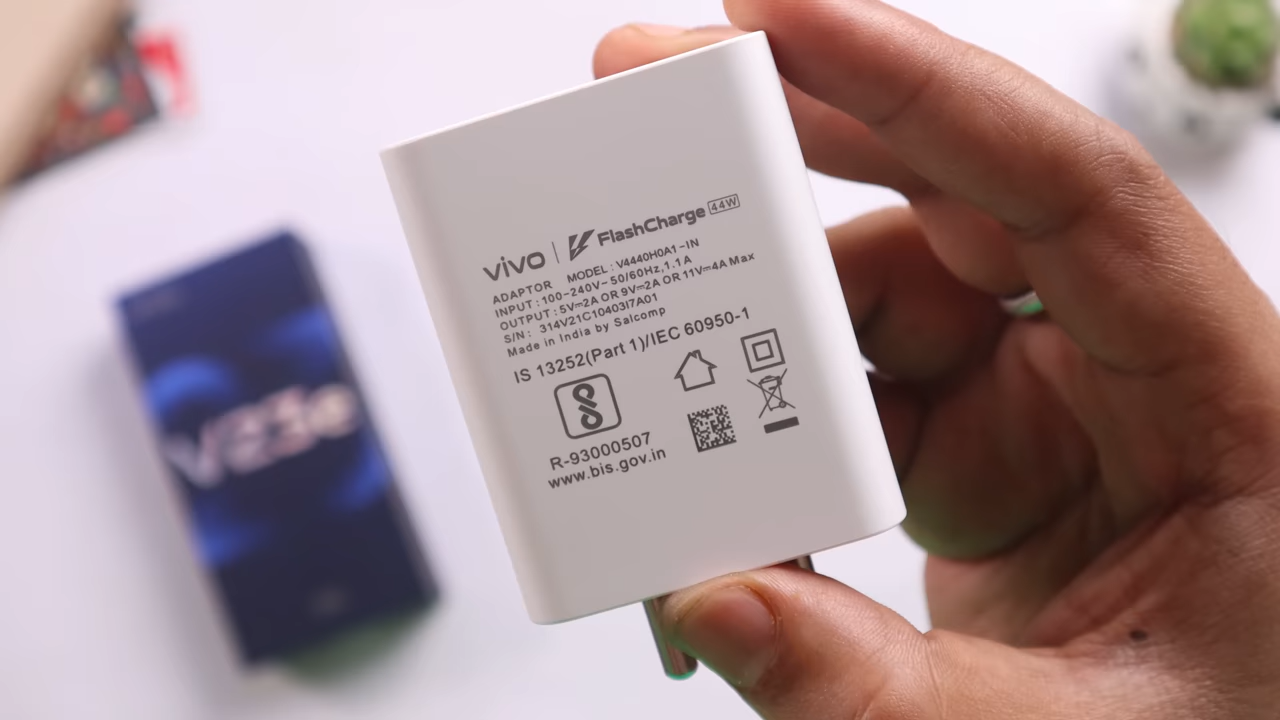 vivo | FlashCharge 44W
ADAPTOR MODEL : V4440H0A1-IN
INPUT : 100-240V~50/60Hz,1.1A
OUTPUT : 5V⎓2A OR 9V⎓2A OR 11V⎓4A Max
S/N : 314V21C10403I7A01
Made in India by Salcomp
IS 13252(Part 1)/IEC 60950-1
R-93000507
www.bis.gov.in
V23e